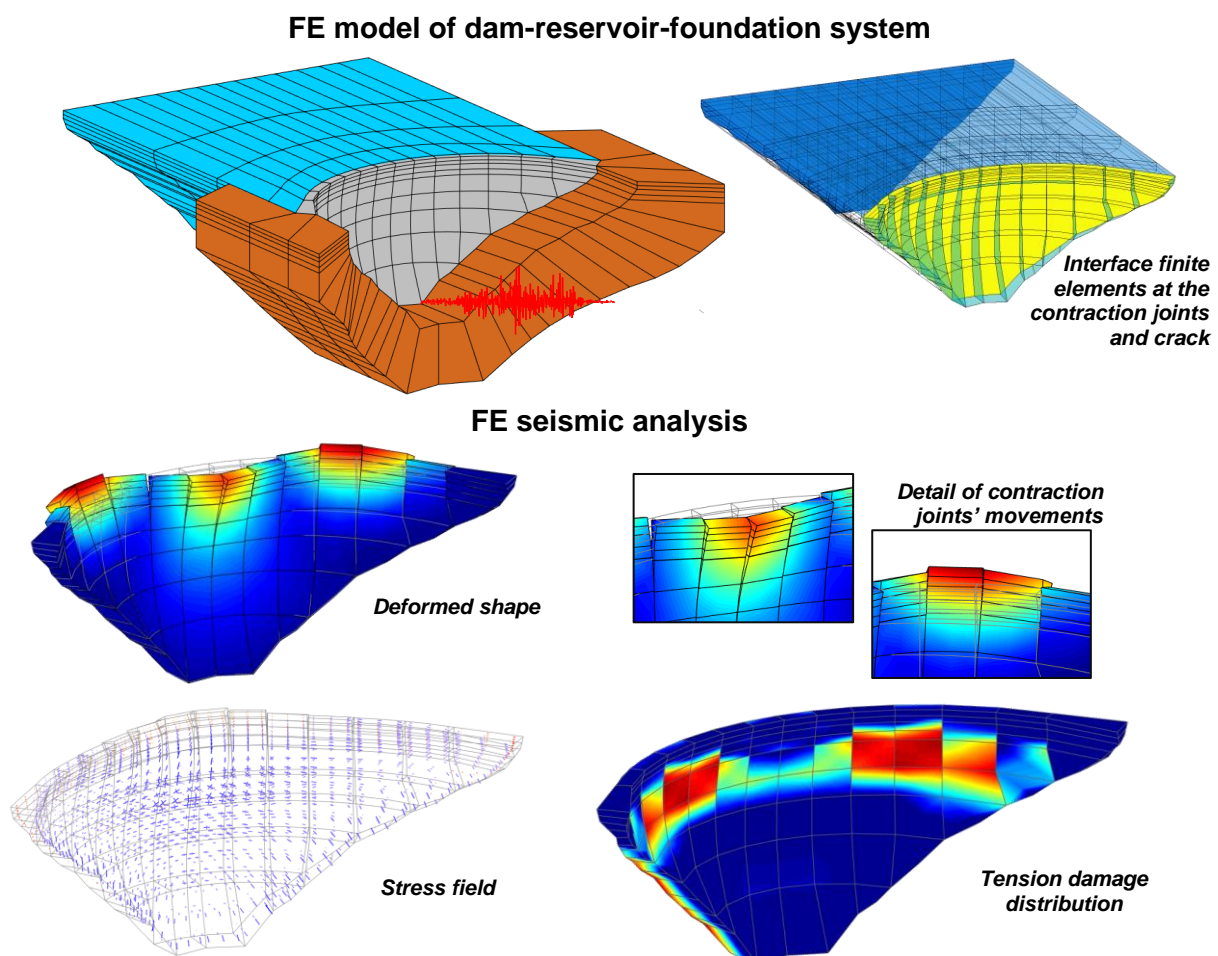 FE model of dam-reservoir-foundation system
Interface finite
elements at the
contraction joints
and crack
FE seismic analysis
Deformed shape
Detail of contraction
joints’ movements
Stress field
Tension damage
distribution